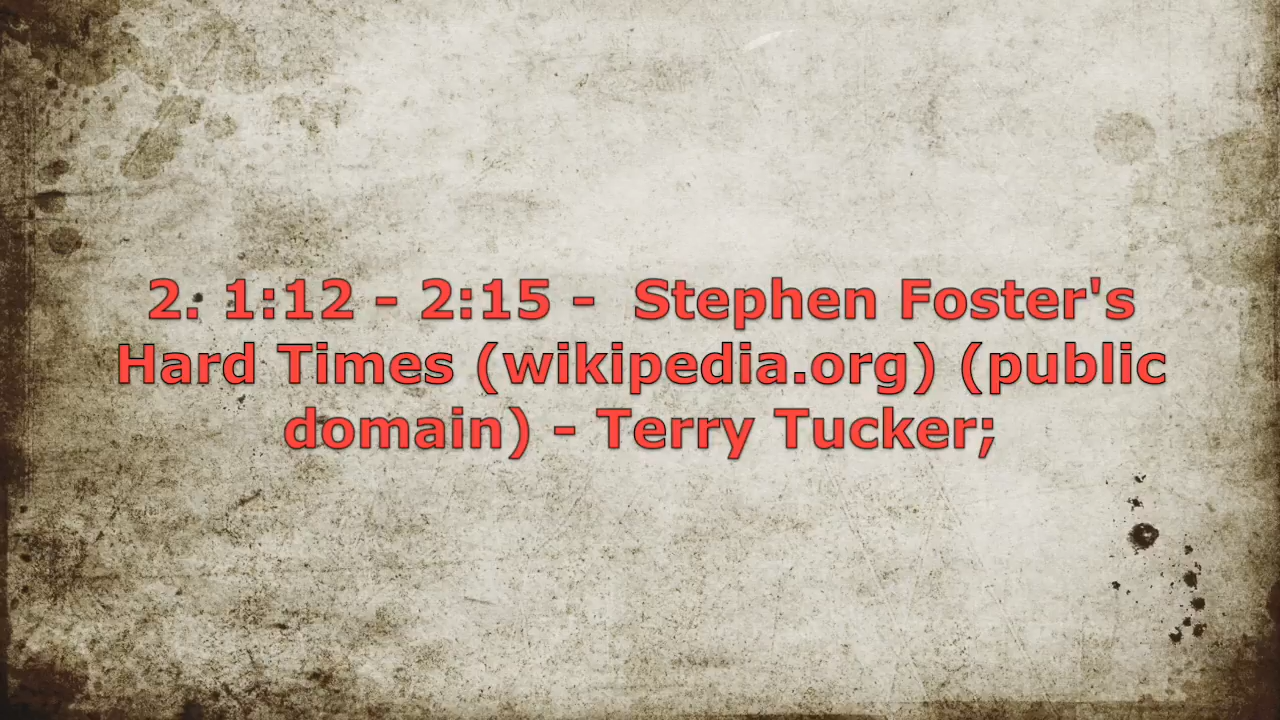 2. 1:12 - 2:15 -  Stephen Foster's
Hard Times (wikipedia.org) (public
domain) - Terry Tucker;